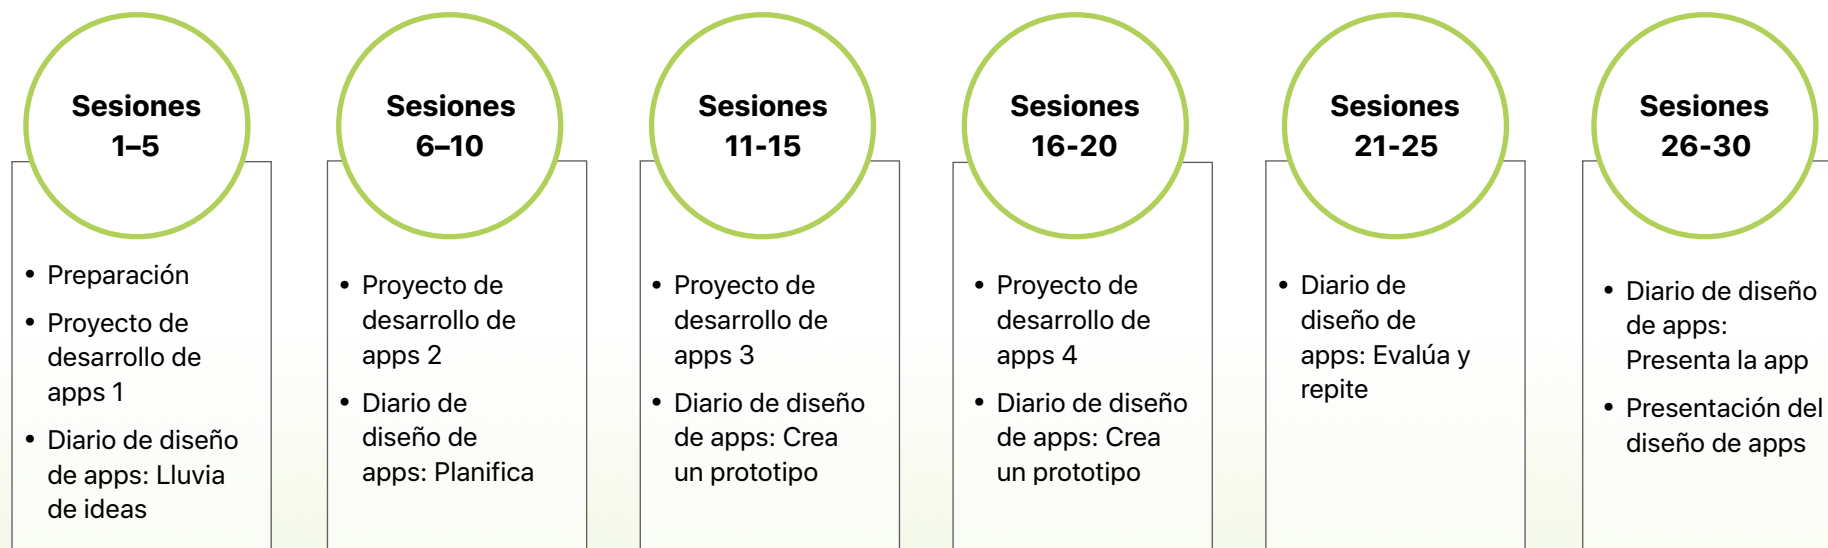 Sesiones
1–5
• Preparación
• Proyecto de
desarrollo de
apps 1
• Diario de diseño
de apps: Lluvia
de ideas
Sesiones
6–10
• Proyecto de
desarrollo de
apps 2
• Diario de
diseño de
apps: Planifica
Sesiones
11-15
• Proyecto de
desarrollo de
apps 3
• Diario de diseño
de apps: Crea
un prototipo
Sesiones
16-20
• Proyecto de
desarrollo de
apps 4
• Diario de diseño
de apps: Crea
un prototipo
Sesiones
21-25
• Diario de
diseño de
apps: Evalúa y
repite
Sesiones
26-30
• Diario de diseño
de apps:
Presenta la app
• Presentación del
diseño de apps